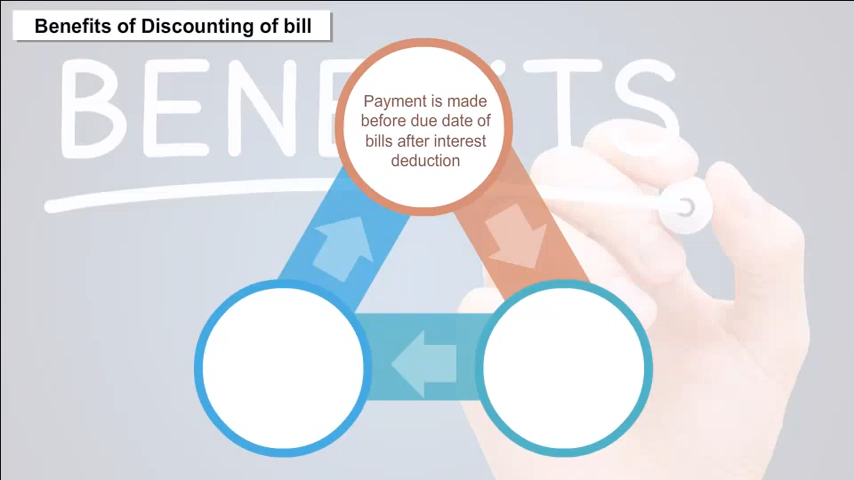 Benefits of Discounting of bill
BENEFITS
Payment is made
before due date of
bills after interest
deduction